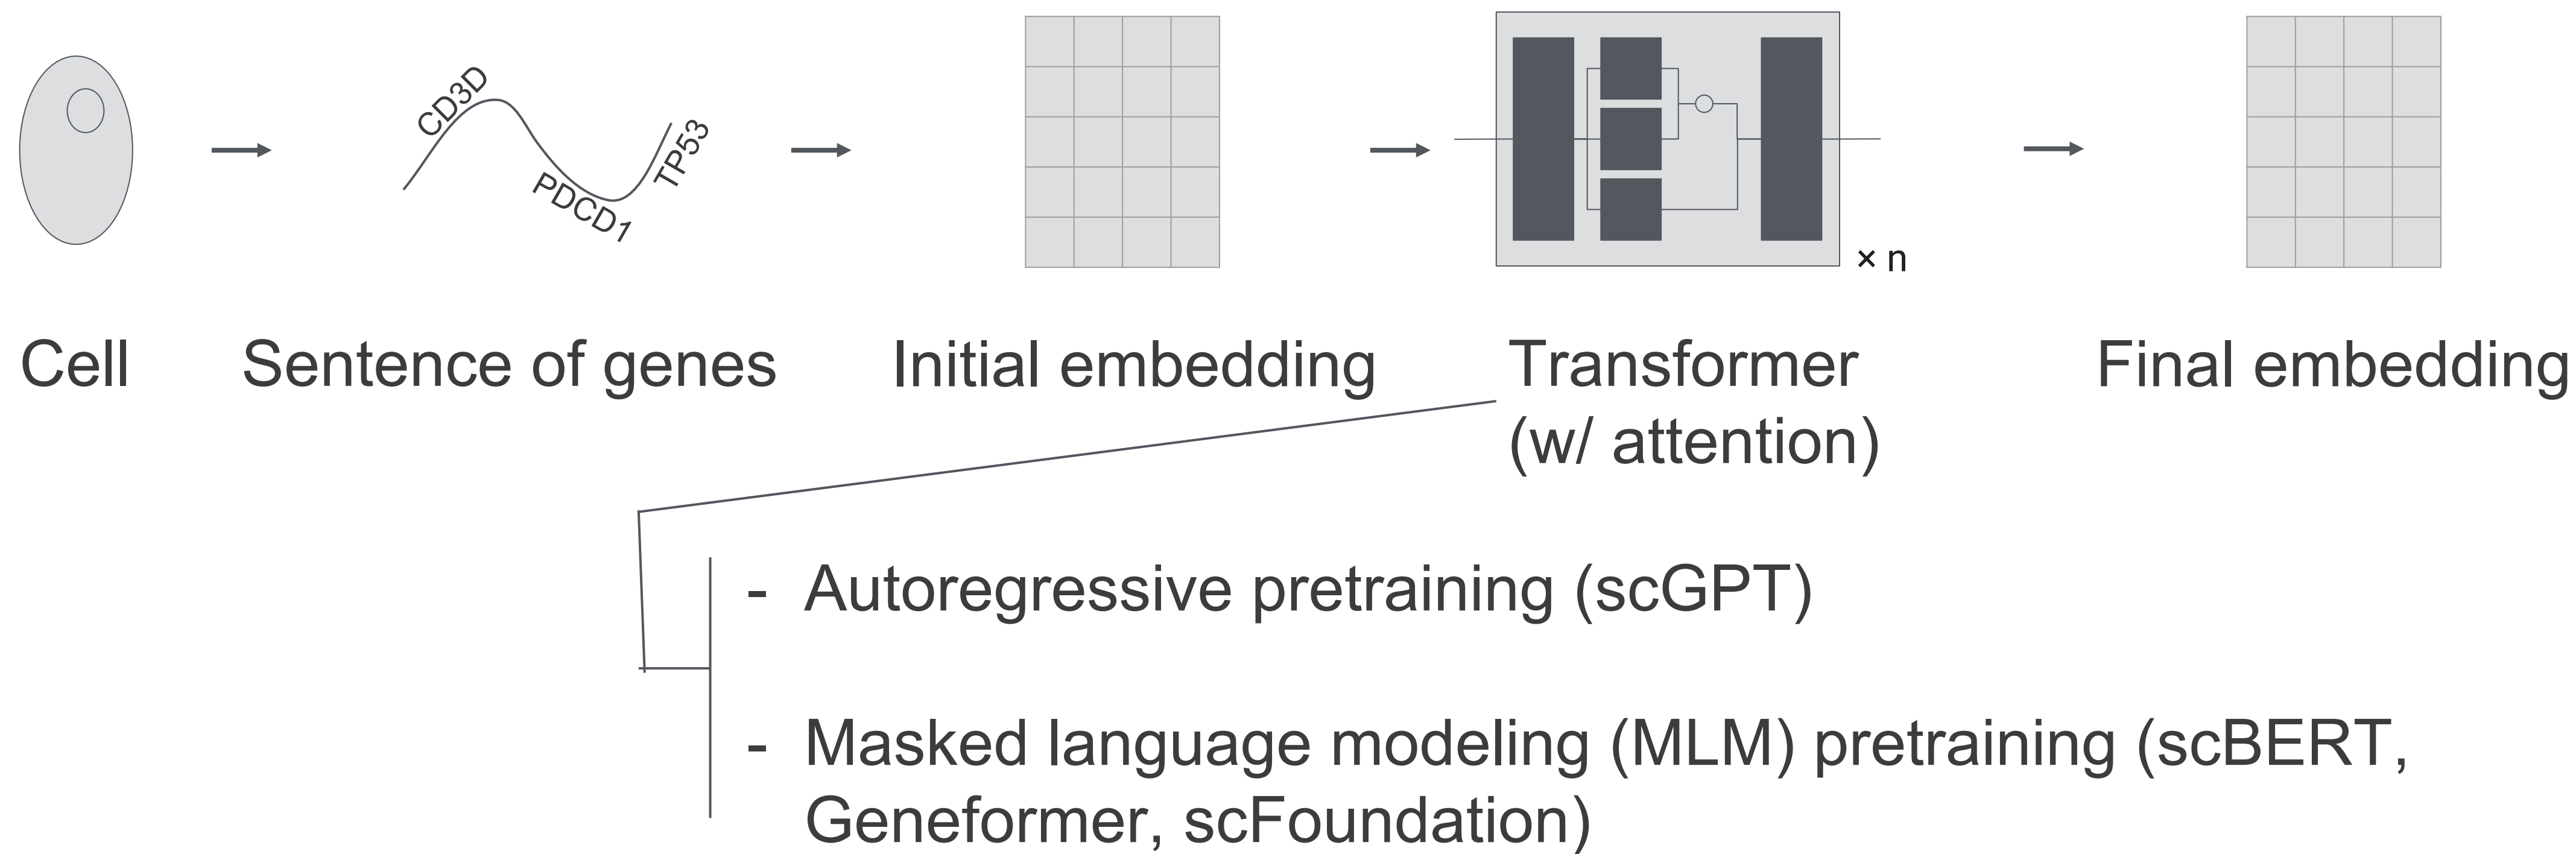 CD3D
PDCD1
TP53
× n
Cell
Sentence of genes
Initial embedding
Transformer
(w/ attention)
Final embedding
- Autoregressive pretraining (scGPT)
- Masked language modeling (MLM) pretraining (scBERT,
Geneformer, scFoundation)